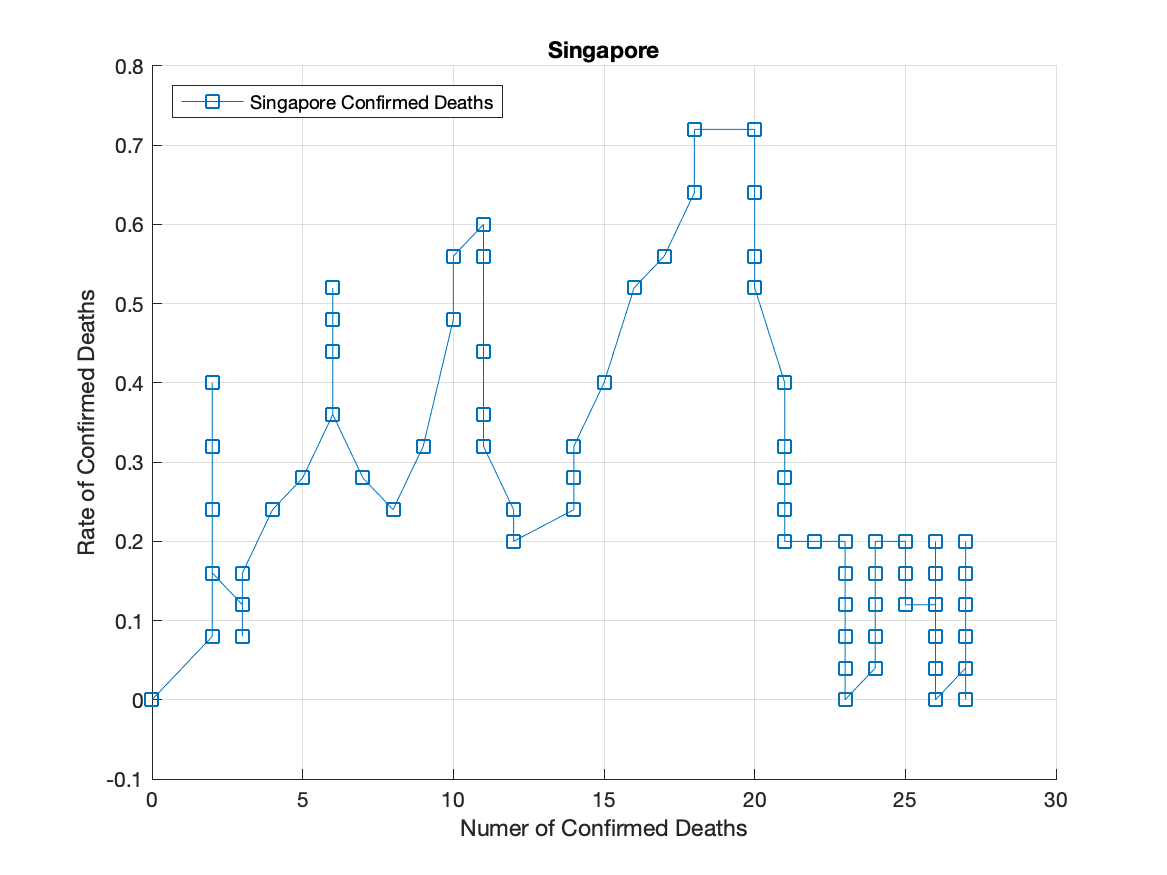 Singapore
Singapore Confirmed Deaths
0.8
0.7
0.6
0.5
0.4
0.3
0.2
0.1
0
-0.1
Rate of Confirmed Deaths
0 5 10 15 20 25 30
Numer of Confirmed Deaths